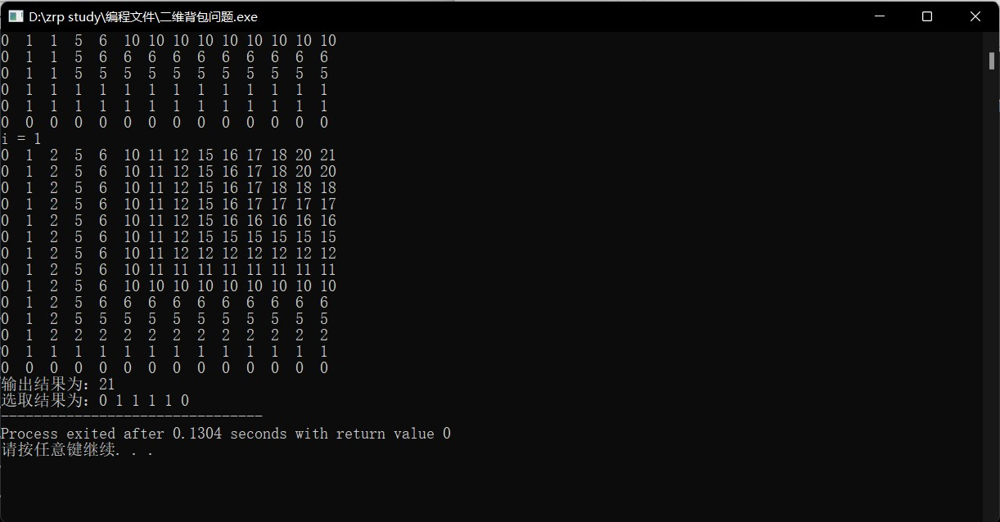 D:\zrp study\编程文件\二维背包问题.exe
0 1 1 5 6 10 10 10 10 10 10 10 10 10
0 1 1 5 6 6 6 6 6 6 6 6 6 6
0 1 1 5 5 5 5 5 5 5 5 5 5 5
0 1 1 1 1 1 1 1 1 1 1 1 1 1
0 1 1 1 1 1 1 1 1 1 1 1 1 1
0 0 0 0 0 0 0 0 0 0 0 0 0 0
i = 1
0 1 2 5 6 10 11 12 15 16 17 18 20 21
0 1 2 5 6 10 11 12 15 16 17 18 20 20
0 1 2 5 6 10 11 12 15 16 17 18 18 18
0 1 2 5 6 10 11 12 15 16 17 17 17 17
0 1 2 5 6 10 11 12 15 16 16 16 16 16
0 1 2 5 6 10 11 12 15 15 15 15 15 15
0 1 2 5 6 10 11 12 12 12 12 12 12 12
0 1 2 5 6 10 11 11 11 11 11 11 11 11
0 1 2 5 6 10 10 10 10 10 10 10 10 10
0 1 2 5 6 6 6 6 6 6 6 6 6 6
0 1 2 5 5 5 5 5 5 5 5 5 5 5
0 1 2 2 2 2 2 2 2 2 2 2 2 2
0 1 1 1 1 1 1 1 1 1 1 1 1 1
0 0 0 0 0 0 0 0 0 0 0 0 0 0
输出结果为：21
选取结果为：0 1 1 1 1 0
--------------------------------
Process exited after 0.1304 seconds with return value 0
请按任意键继续. . .